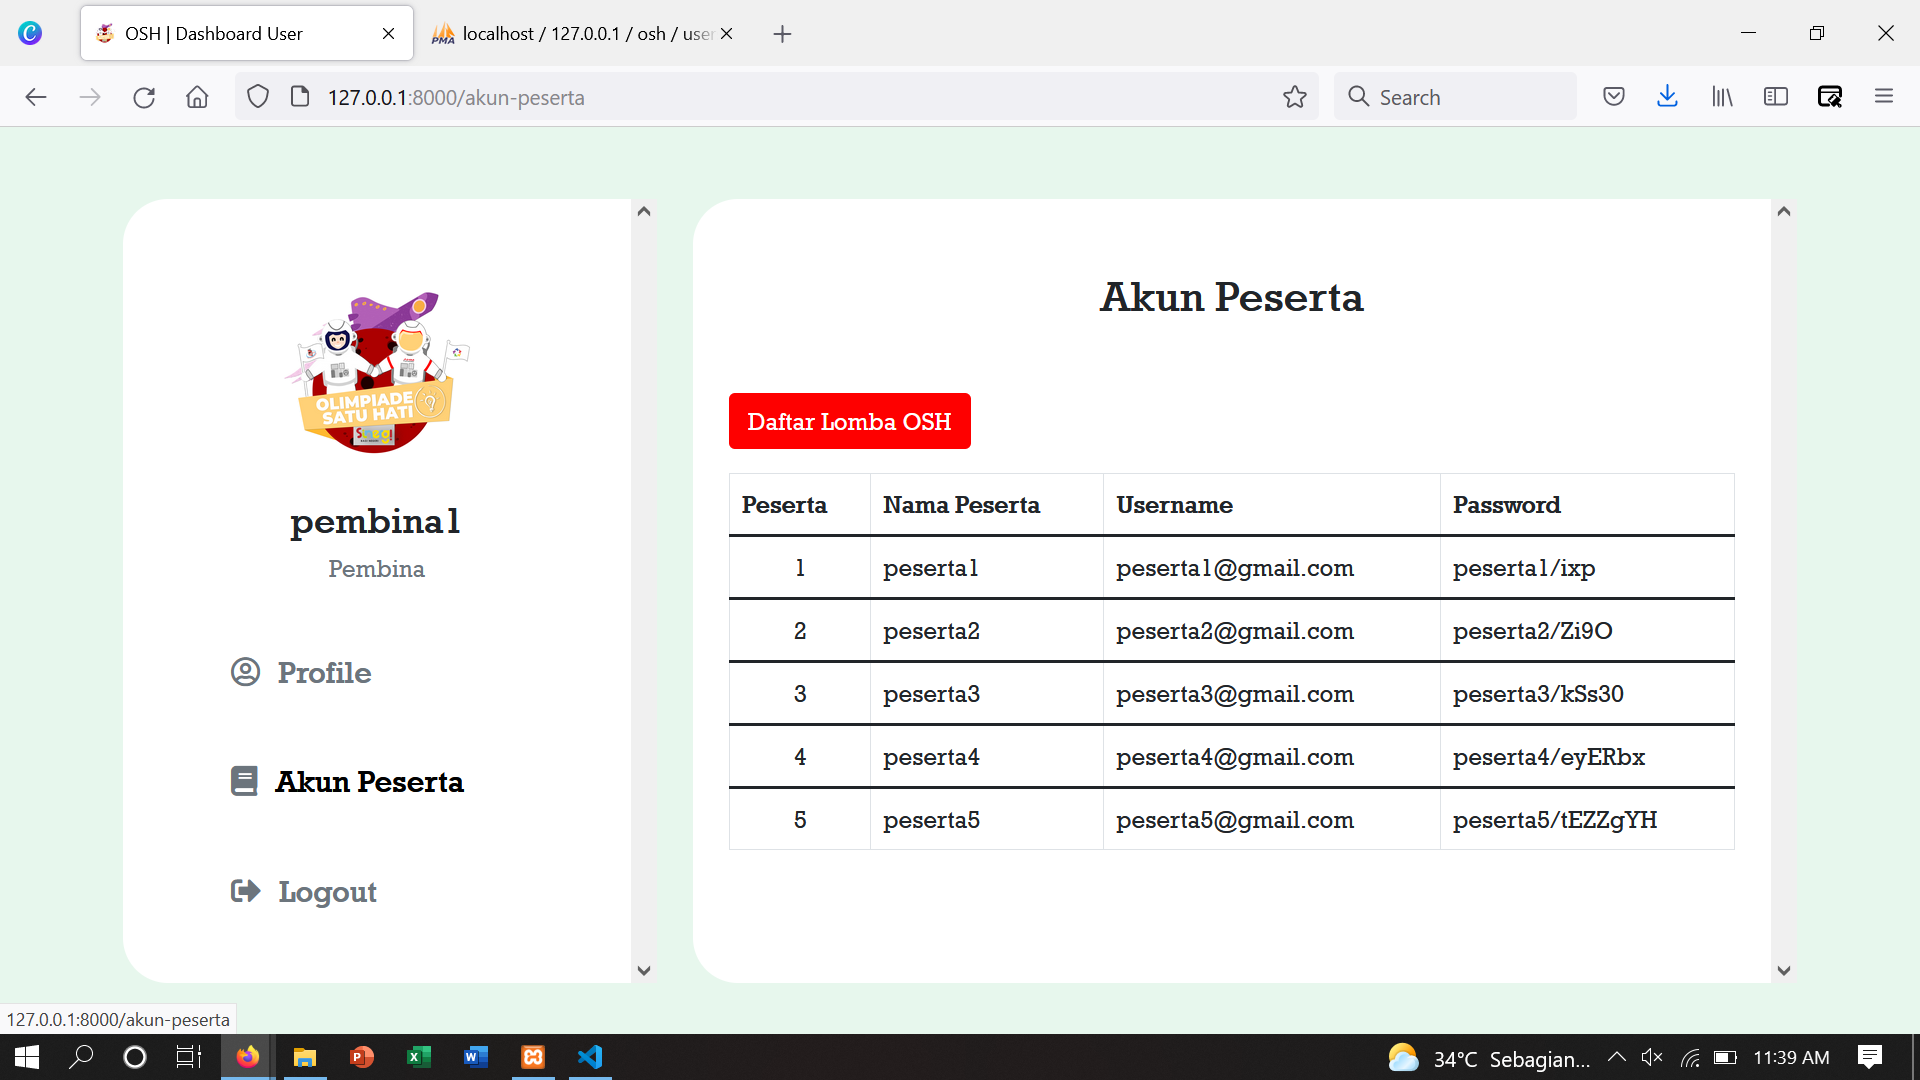 OSH | Dashboard User
localhost / 127.0.0.1 / osh / user
127.0.0.1:8000/akun-peserta
Search
OLIMPIADE
SATU HATI
pembina1
Pembina
Profile
Akun Peserta
Logout
Akun Peserta
Daftar Lomba OSH
Peserta Nama Peserta Username Password
1 peserta1 peserta1@gmail.com peserta1/ixp
2 peserta2 peserta2@gmail.com peserta2/Zi9O
3 peserta3 peserta3@gmail.com peserta3/kSs30
4 peserta4 peserta4@gmail.com peserta4/eyERbx
5 peserta5 peserta5@gmail.com peserta5/tEZZgYH
127.0.0.1:8000/akun-peserta
34°C Sebagian...
11:39 AM